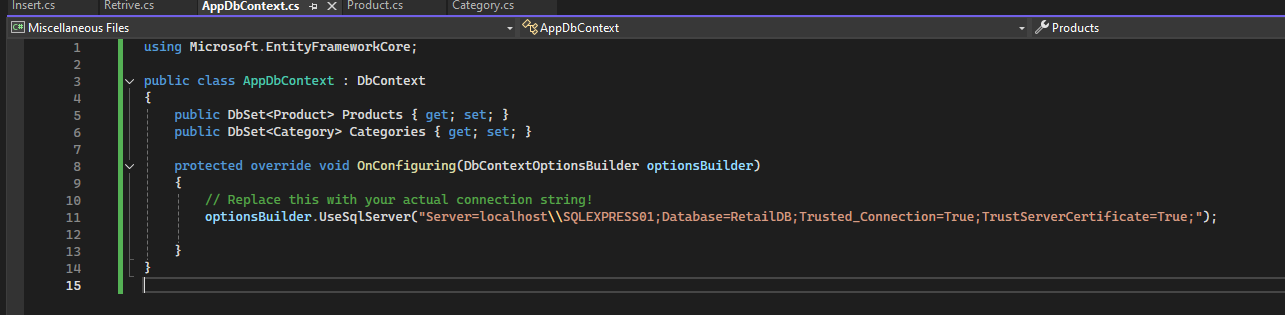 Insert.cs Retrive.cs AppDbContext.cs Product.cs Category.cs
C# Miscellaneous Files AppDbContext Products
1 using Microsoft.EntityFrameworkCore;
2
3 public class AppDbContext : DbContext
4 {
5 public DbSet<Product> Products { get; set; }
6 public DbSet<Category> Categories { get; set; }
7
8 protected override void OnConfiguring(DbContextOptionsBuilder optionsBuilder)
9 {
10 // Replace this with your actual connection string!
11 optionsBuilder.UseSqlServer("Server=localhost\\SQLEXPRESS01;Database=RetailDB;Trusted_Connection=True;TrustServerCertificate=True;");
12
13 }
14 }
15